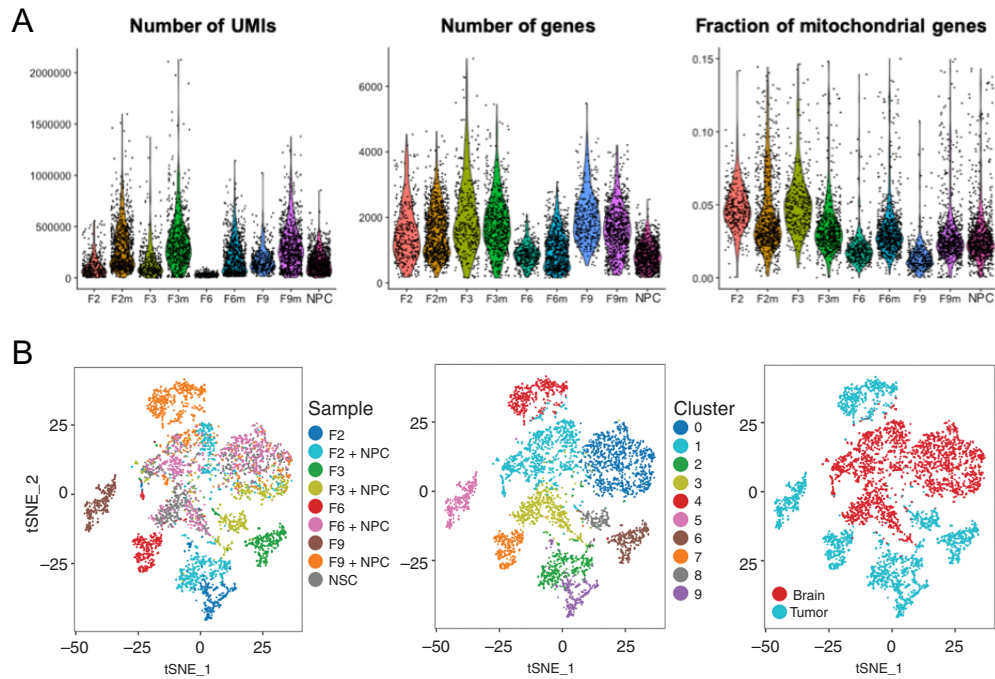 A
Number of UMIs
Number of genes
Fraction of mitochondrial genes
2000000
1500000
1000000
500000
0
F2 F2m F3 F3m F6 F6m F9 F9m NPC
6000
4000
2000
0
F2 F2m F3 F3m F6 F6m F9 F9m NPC
0.15
0.10
0.05
0.00
F2 F2m F3 F3m F6 F6m F9 F9m NPC
B
tSNE_2
25
0
−25
−50 −25 0 25
tSNE_1
Sample
F2
F2 + NPC
F3
F3 + NPC
F6
F6 + NPC
F9
F9 + NPC
NSC
25
0
−25
−50 −25 0 25
tSNE_1
Cluster
0
1
2
3
4
5
6
7
8
9
25
0
25
Brain
Tumor
−50 −25 0 25
tSNE_1